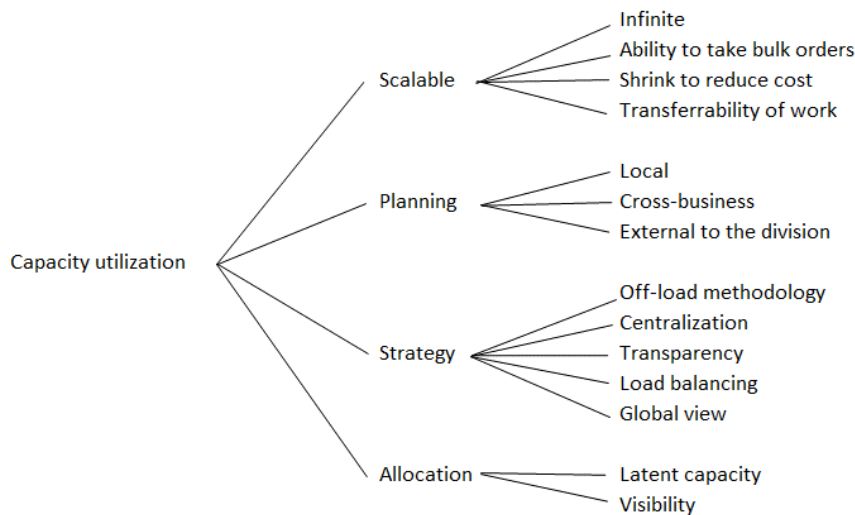 Capacity utilization
Scalable
Infinite
Ability to take bulk orders
Shrink to reduce cost
Transferrability of work
Planning
Local
Cross-business
External to the division
Strategy
Off-load methodology
Centralization
Transparency
Load balancing
Global view
Allocation
Latent capacity
Visibility